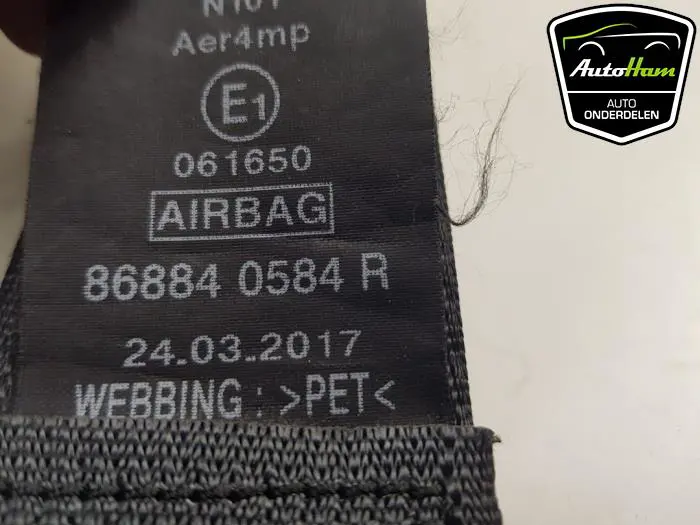 Aer4mp
E1
061650
AIRBAG
86884 0584 R
24.03.2017
WEBBING : >PET<
AutoHam
AUTO
ONDERDELEN